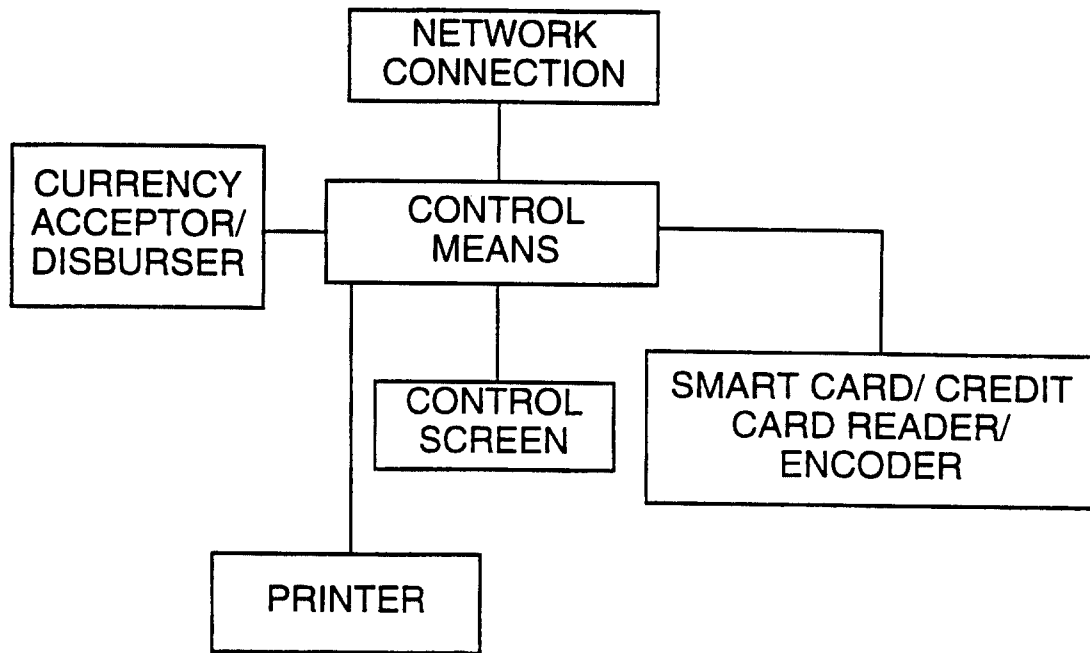 NETWORK
CONNECTION
CURRENCY
ACCEPTOR/
DISBURSER
CONTROL
MEANS
CONTROL
SCREEN
SMART CARD/ CREDIT
CARD READER/
ENCODER
PRINTER